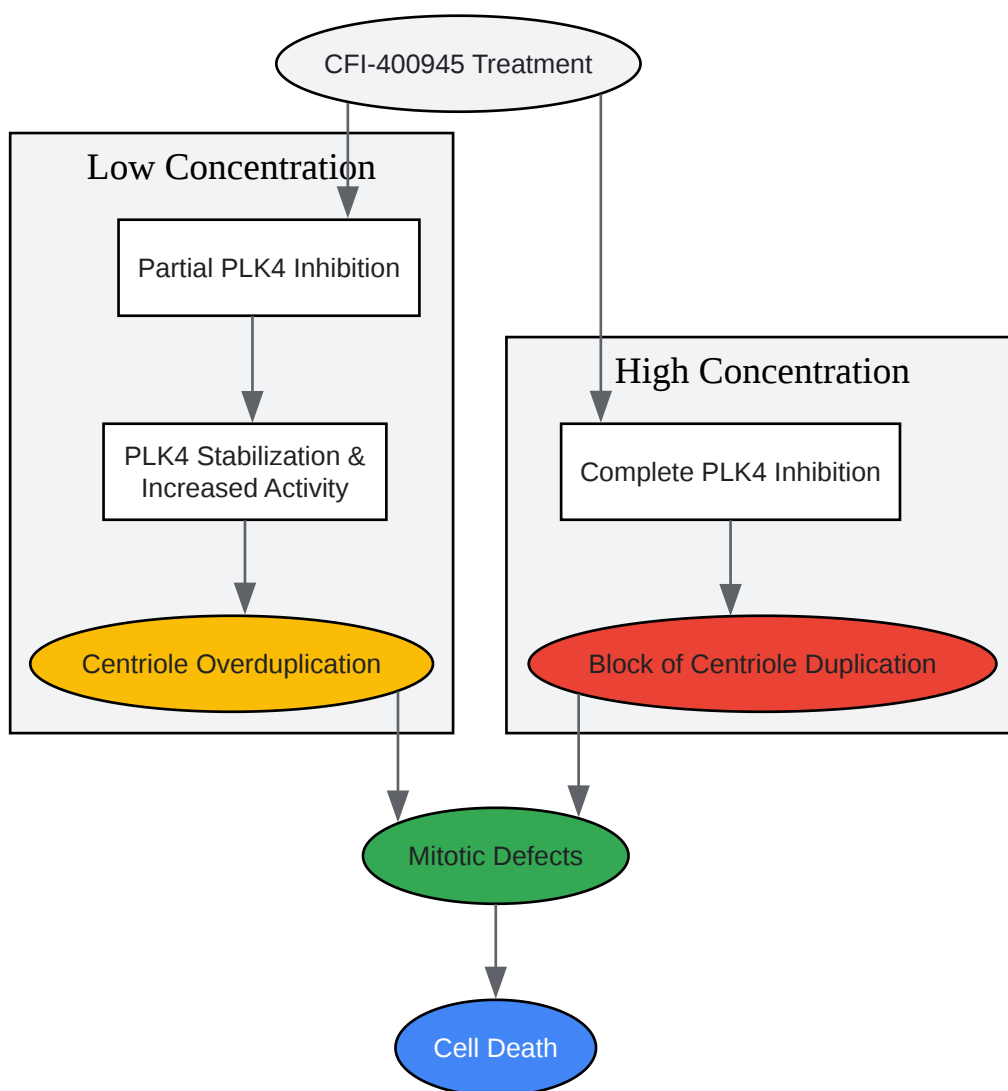 CFI-400945 Treatment
Low Concentration
Partial PLK4 Inhibition
PLK4 Stabilization &
Increased Activity
Centriole Overduplication
High Concentration
Complete PLK4 Inhibition
Block of Centriole Duplication
Mitotic Defects
Cell Death